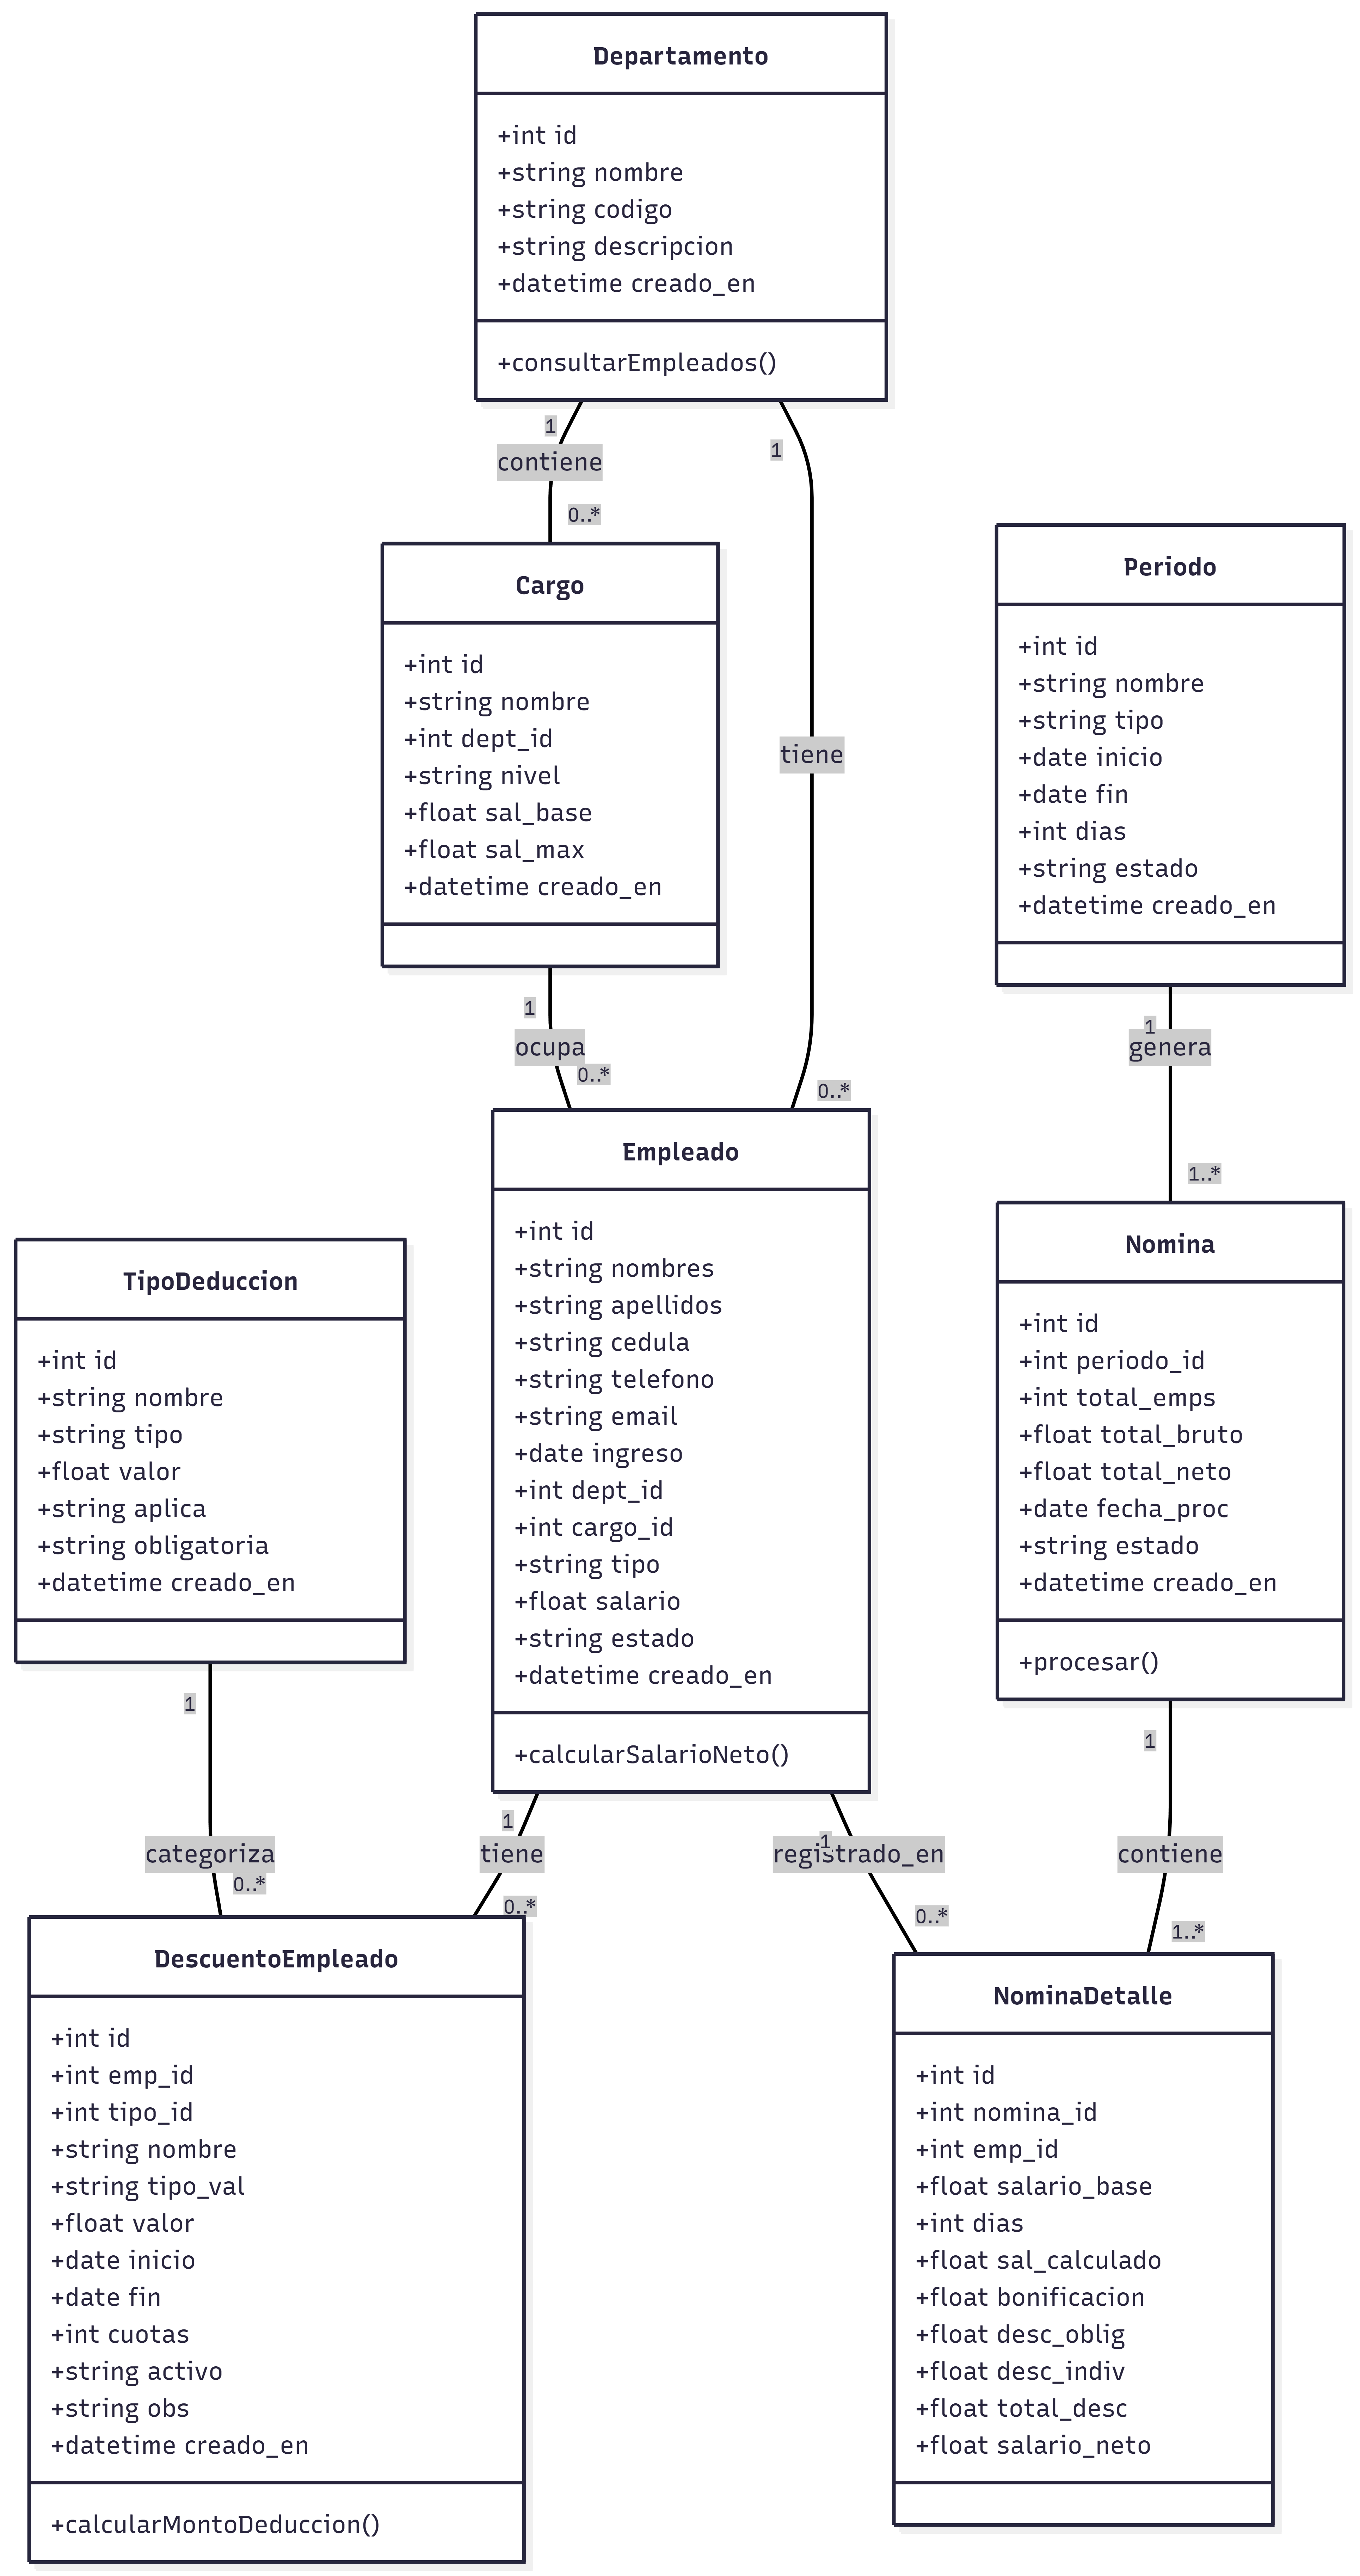 Departamento
+int id
+string nombre
+string codigo
+string descripcion
+datetime creado_en
+consultarEmpleados()
1
contiene
0..*
1
tiene
0..*
Cargo
+int id
+string nombre
+int dept_id
+string nivel
+float sal_base
+float sal_max
+datetime creado_en
1
ocupa
0..*
Periodo
+int id
+string nombre
+string tipo
+date inicio
+date fin
+int dias
+string estado
+datetime creado_en
1
genera
1..*
TipoDeduccion
+int id
+string nombre
+string tipo
+float valor
+string aplica
+string obligatoria
+datetime creado_en
1
categoriza
0..*
Empleado
+int id
+string nombres
+string apellidos
+string cedula
+string telefono
+string email
+date ingreso
+int dept_id
+int cargo_id
+string tipo
+float salario
+string estado
+datetime creado_en
+calcularSalarioNeto()
1
tiene
0..*
1
registrado_en
0..*
Nomina
+int id
+int periodo_id
+int total_emps
+float total_bruto
+float total_neto
+date fecha_proc
+string estado
+datetime creado_en
+procesar()
1
contiene
1..*
DescuentoEmpleado
+int id
+int emp_id
+int tipo_id
+string nombre
+string tipo_val
+float valor
+date inicio
+date fin
+int cuotas
+string activo
+string obs
+datetime creado_en
+calcularMontoDeduccion()
NominaDetalle
+int id
+int nomina_id
+int emp_id
+float salario_base
+int dias
+float sal_calculado
+float bonificacion
+float desc_oblig
+float desc_indiv
+float total_desc
+float salario_neto